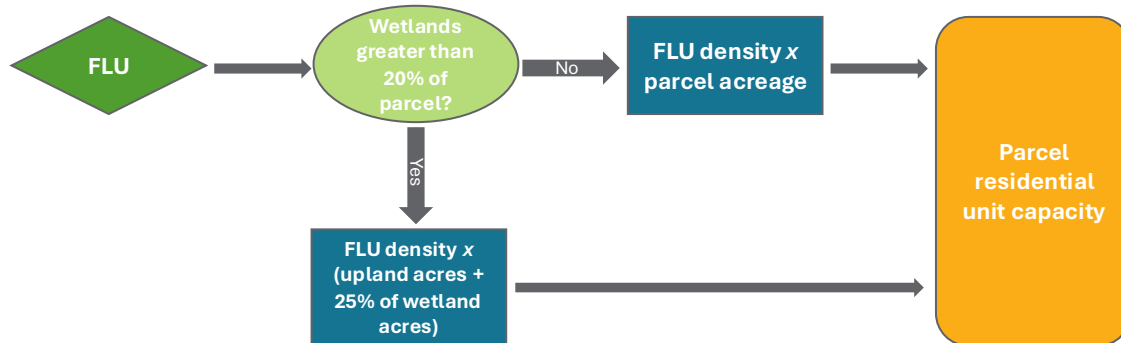 FLU
Wetlands
greater than
20% of
parcel?
No
FLU density x
parcel acreage
Yes
FLU density x
(upland acres +
25% of wetland
acres)
Parcel
residential
unit capacity